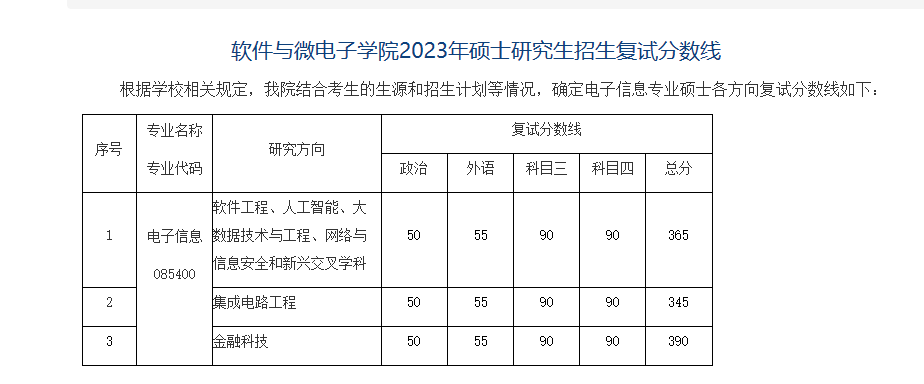 软件与微电子学院2023年硕士研究生招生复试分数线
根据学校相关规定，我院结合考生的生源和招生计划等情况，确定电子信息专业硕士各方向复试分数线如下：
序号 专业名称 专业代码 研究方向 复试分数线
政治 外语 科目三 科目四 总分
1 电子信息 085400 软件工程、人工智能、大
数据技术与工程、网络与
信息安全和新兴交叉学科 50 55 90 90 365
2 集成电路工程 50 55 90 90 345
3 金融科技 50 55 90 90 390